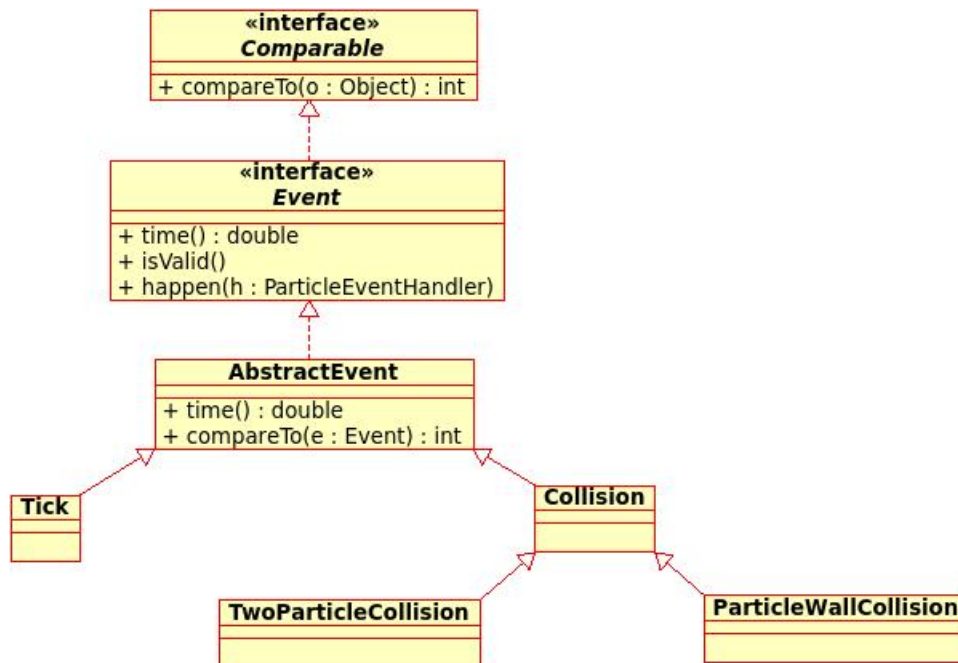 «interface»
Comparable
+ compareTo(o : Object) : int
«interface»
Event
+ time() : double
+ isValid()
+ happen(h : ParticleEventHandler)
AbstractEvent
+ time() : double
+ compareTo(e : Event) : int
Tick
Collision
TwoParticleCollision
ParticleWallCollision